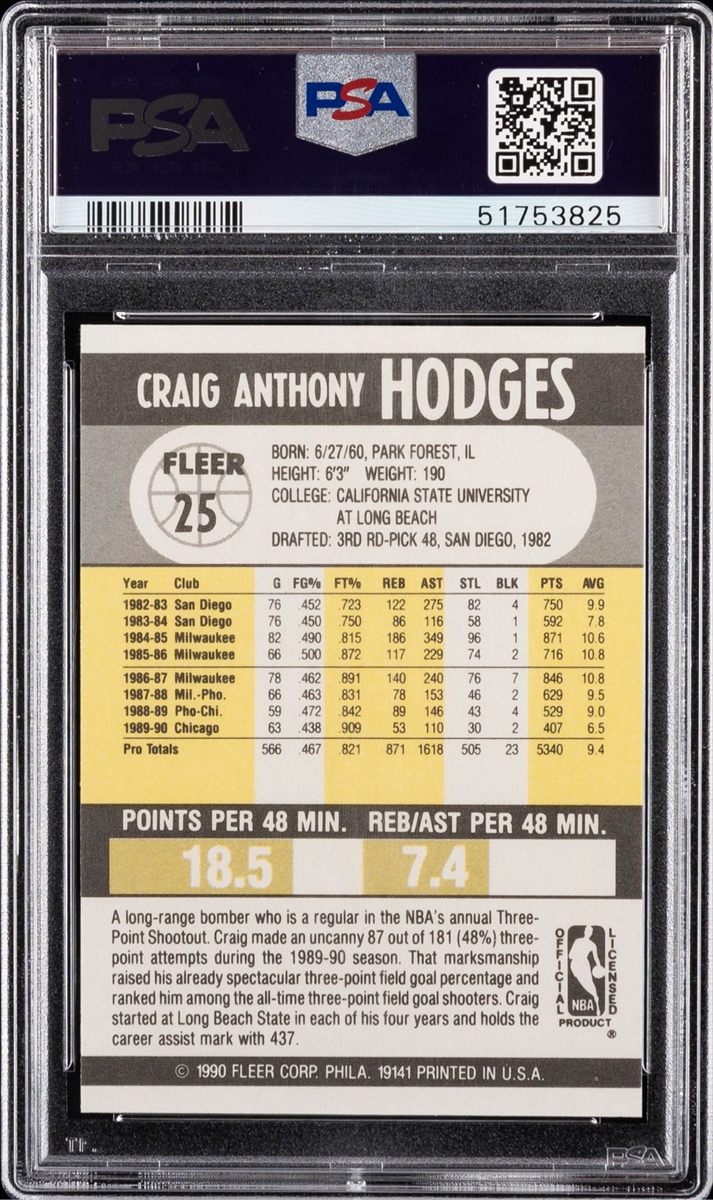 PSA
PSA
51753825
CRAIG ANTHONY HODGES
FLEER
25
BORN: 6/27/60, PARK FOREST, IL
HEIGHT: 6'3" WEIGHT: 190
COLLEGE: CALIFORNIA STATE UNIVERSITY
AT LONG BEACH
DRAFTED: 3RD RD-PICK 48, SAN DIEGO, 1982
Year Club G FG% FT% REB AST STL BLK PTS AVG
1982-83 San Diego 76 .452 .723 122 275 82 4 750 9.9
1983-84 San Diego 76 .450 .750 86 116 58 1 592 7.8
1984-85 Milwaukee 82 .490 .815 186 349 96 1 871 10.6
1985-86 Milwaukee 66 .500 .872 117 229 74 2 716 10.8
1986-87 Milwaukee 78 .462 .891 140 240 76 7 846 10.8
1987-88 Mil.-Pho. 66 .463 .831 78 153 46 2 629 9.5
1988-89 Pho-Chi. 59 .472 .842 89 146 43 4 529 9.0
1989-90 Chicago 63 .438 .909 53 110 30 2 407 6.5
Pro Totals 566 .467 .821 871 1618 505 23 5340 9.4
POINTS PER 48 MIN. REB/AST PER 48 MIN.
18.5 7.4
A long-range bomber who is a regular in the NBA's annual Three-
Point Shootout. Craig made an uncanny 87 out of 181 (48%) three-
point attempts during the 1989-90 season. That marksmanship
raised his already spectacular three-point field goal percentage and
ranked him among the all-time three-point field goal shooters. Craig
started at Long Beach State in each of his four years and holds the
career assist mark with 437.
OFFICIAL
LICENSED
NBA
PRODUCT
®
© 1990 FLEER CORP. PHILA. 19141 PRINTED IN U.S.A.
PSA